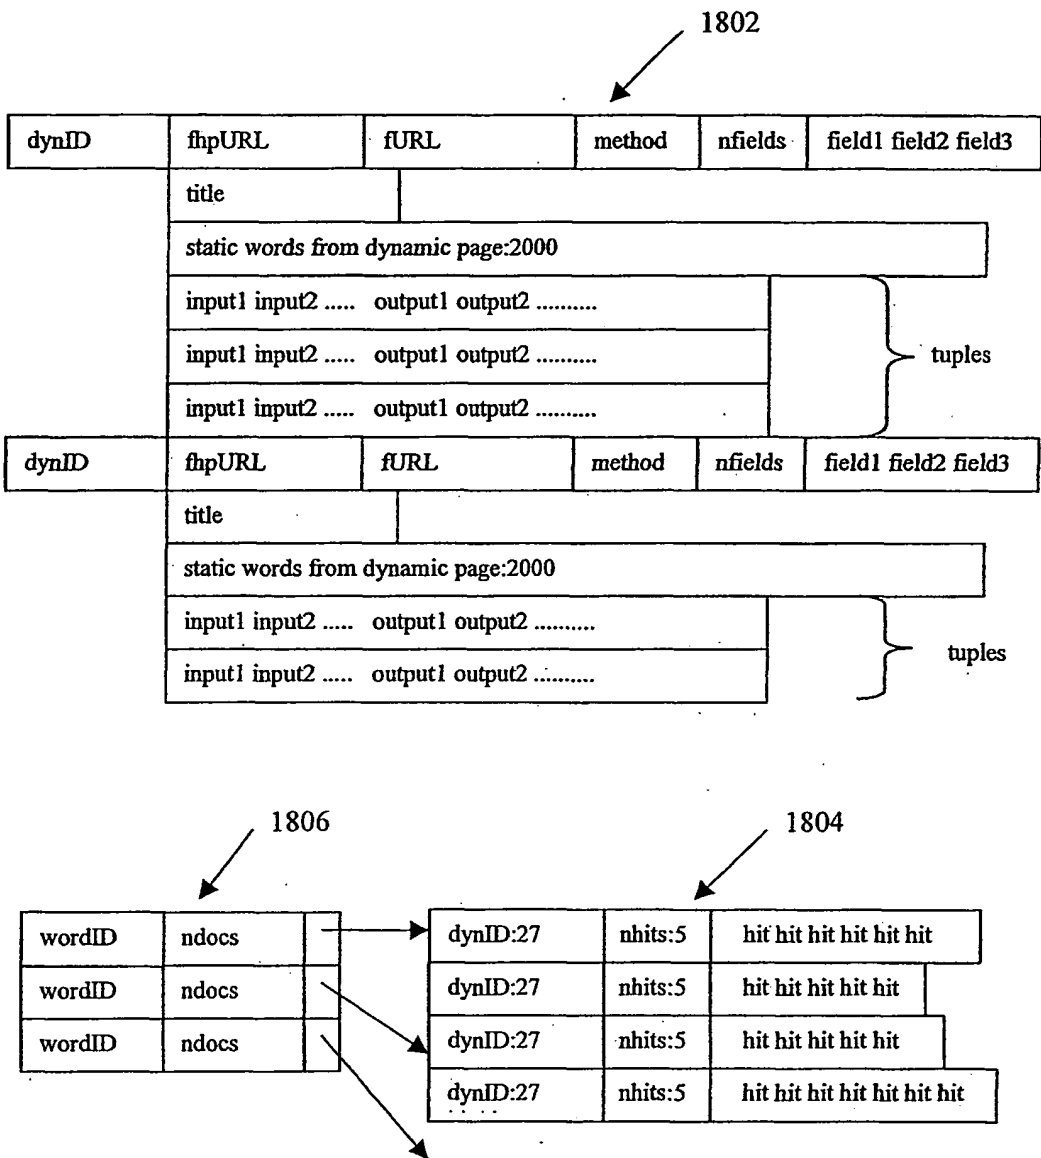 1802
dynID fhpURL fURL method nfields field1 field2 field3
title
static words from dynamic page:2000
input1 input2 ..... output1 output2 ..........
input1 input2 ..... output1 output2 ..........
tuples
input1 input2 ..... output1 output2 ..........
dynID fhpURL fURL method nfields field1 field2 field3
title
static words from dynamic page:2000
input1 input2 ..... output1 output2 ..........
tuples
input1 input2 ..... output1 output2 ..........
1806 1804
wordID ndocs dynID:27 nhits:5 hit hit hit hit hit hit
wordID ndocs dynID:27 nhits:5 hit hit hit hit hit
wordID ndocs dynID:27 nhits:5 hit hit hit hit hit
dynID:27 nhits:5 hit hit hit hit hit hit hit